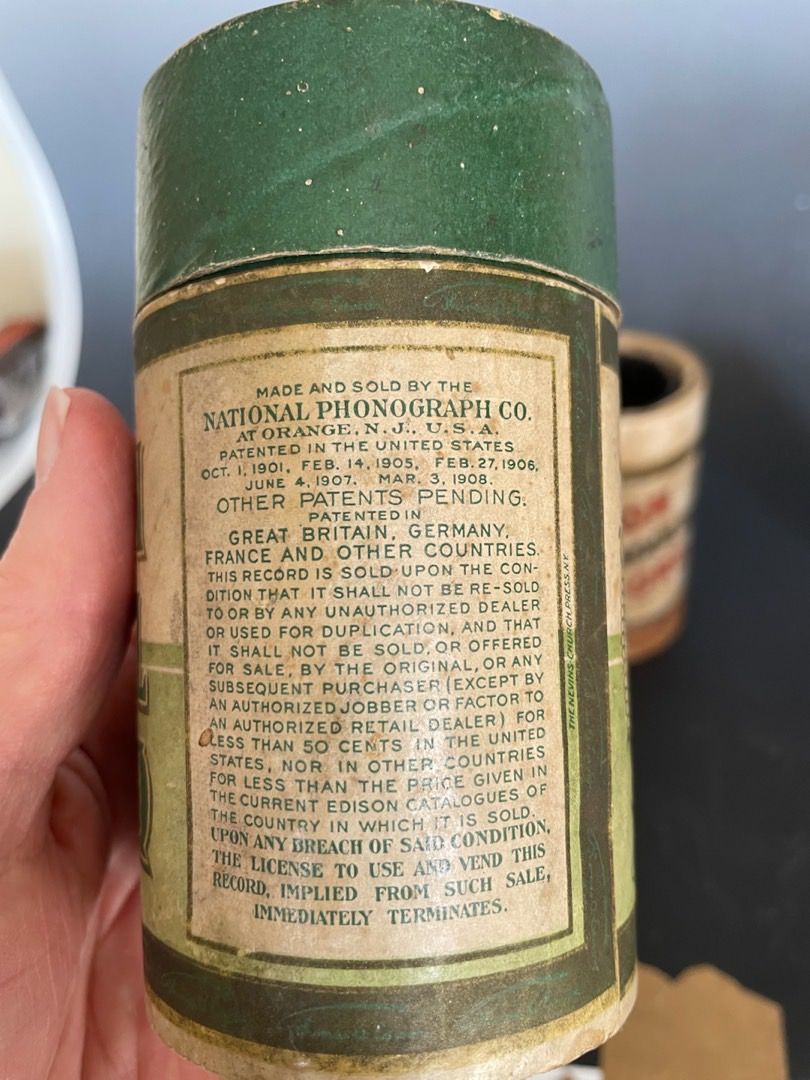 MADE AND SOLD BY THE
NATIONAL PHONOGRAPH CO.
AT ORANGE, N. J., U. S. A.
PATENTED IN THE UNITED STATES
OCT. 1, 1901, FEB. 14, 1905, FEB. 27, 1906,
JUNE 4, 1907. MAR. 3, 1908.
OTHER PATENTS PENDING.
PATENTED IN
GREAT BRITAIN, GERMANY,
FRANCE AND OTHER COUNTRIES.
THIS RECORD IS SOLD UPON THE CON-
DITION THAT IT SHALL NOT BE RE-SOLD
TO OR BY ANY UNAUTHORIZED DEALER
OR USED FOR DUPLICATION, AND THAT
IT SHALL NOT BE SOLD, OR OFFERED
FOR SALE, BY THE ORIGINAL, OR ANY
SUBSEQUENT PURCHASER (EXCEPT BY
AN AUTHORIZED JOBBER OR FACTOR TO
AN AUTHORIZED RETAIL DEALER) FOR
LESS THAN 50 CENTS IN THE UNITED
STATES, NOR IN OTHER COUNTRIES
FOR LESS THAN THE PRICE GIVEN IN
THE CURRENT EDISON CATALOGUES OF
THE COUNTRY IN WHICH IT IS SOLD.
UPON ANY BREACH OF SAID CONDITION,
THE LICENSE TO USE AND VEND THIS
RECORD, IMPLIED FROM SUCH SALE,
IMMEDIATELY TERMINATES.
THE NEVINS-CHURCH PRESS N.Y.